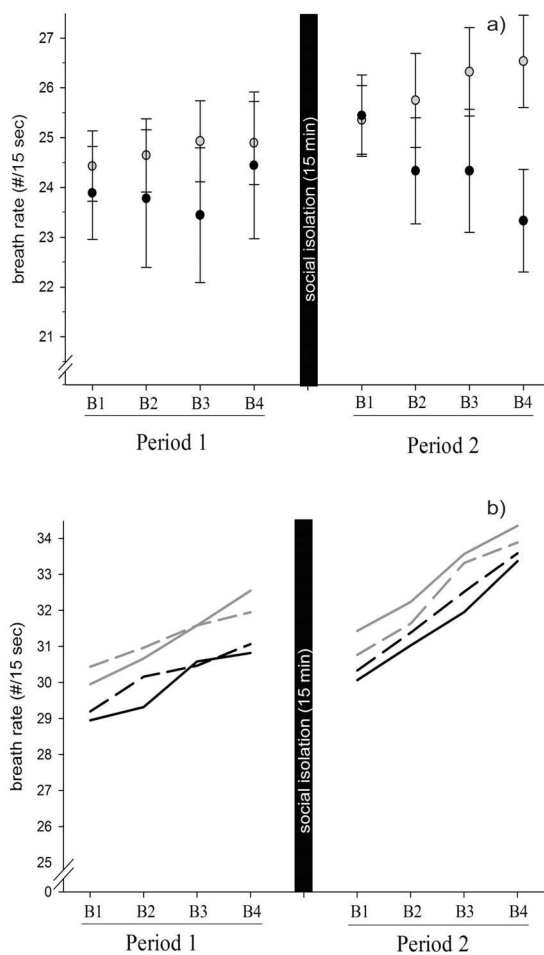 a)
27
26
25
24
23
22
21
breath rate (#/15 sec)
social isolation (15 min)
B1 B2 B3 B4 B1 B2 B3 B4
Period 1 Period 2
b)
34
33
32
31
30
29
28
27
26
25
0
breath rate (#/15 sec)
social isolation (15 min)
B1 B2 B3 B4 B1 B2 B3 B4
Period 1 Period 2